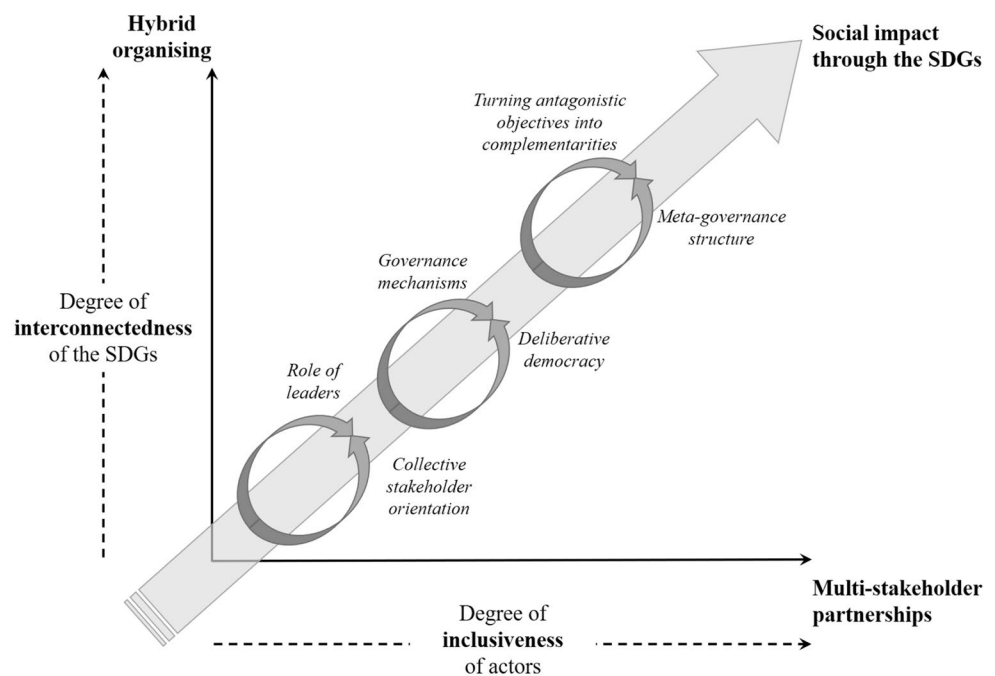 Hybrid
organising
Social impact
through the SDGs
Turning antagonistic
objectives into
complementarities
Meta-governance
structure
Governance
mechanisms
Degree of
interconnectedness
of the SDGs
Deliberative
democracy
Role of
leaders
Collective
stakeholder
orientation
Multi-stakeholder
partnerships
Degree of
inclusiveness
of actors